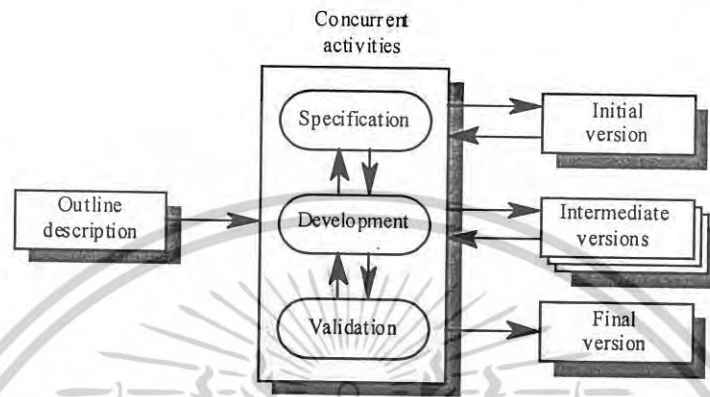 Concurrent
activities
Specification
Initial
version
Outline
description
Development
Intermediate
versions
Validation
Final
version